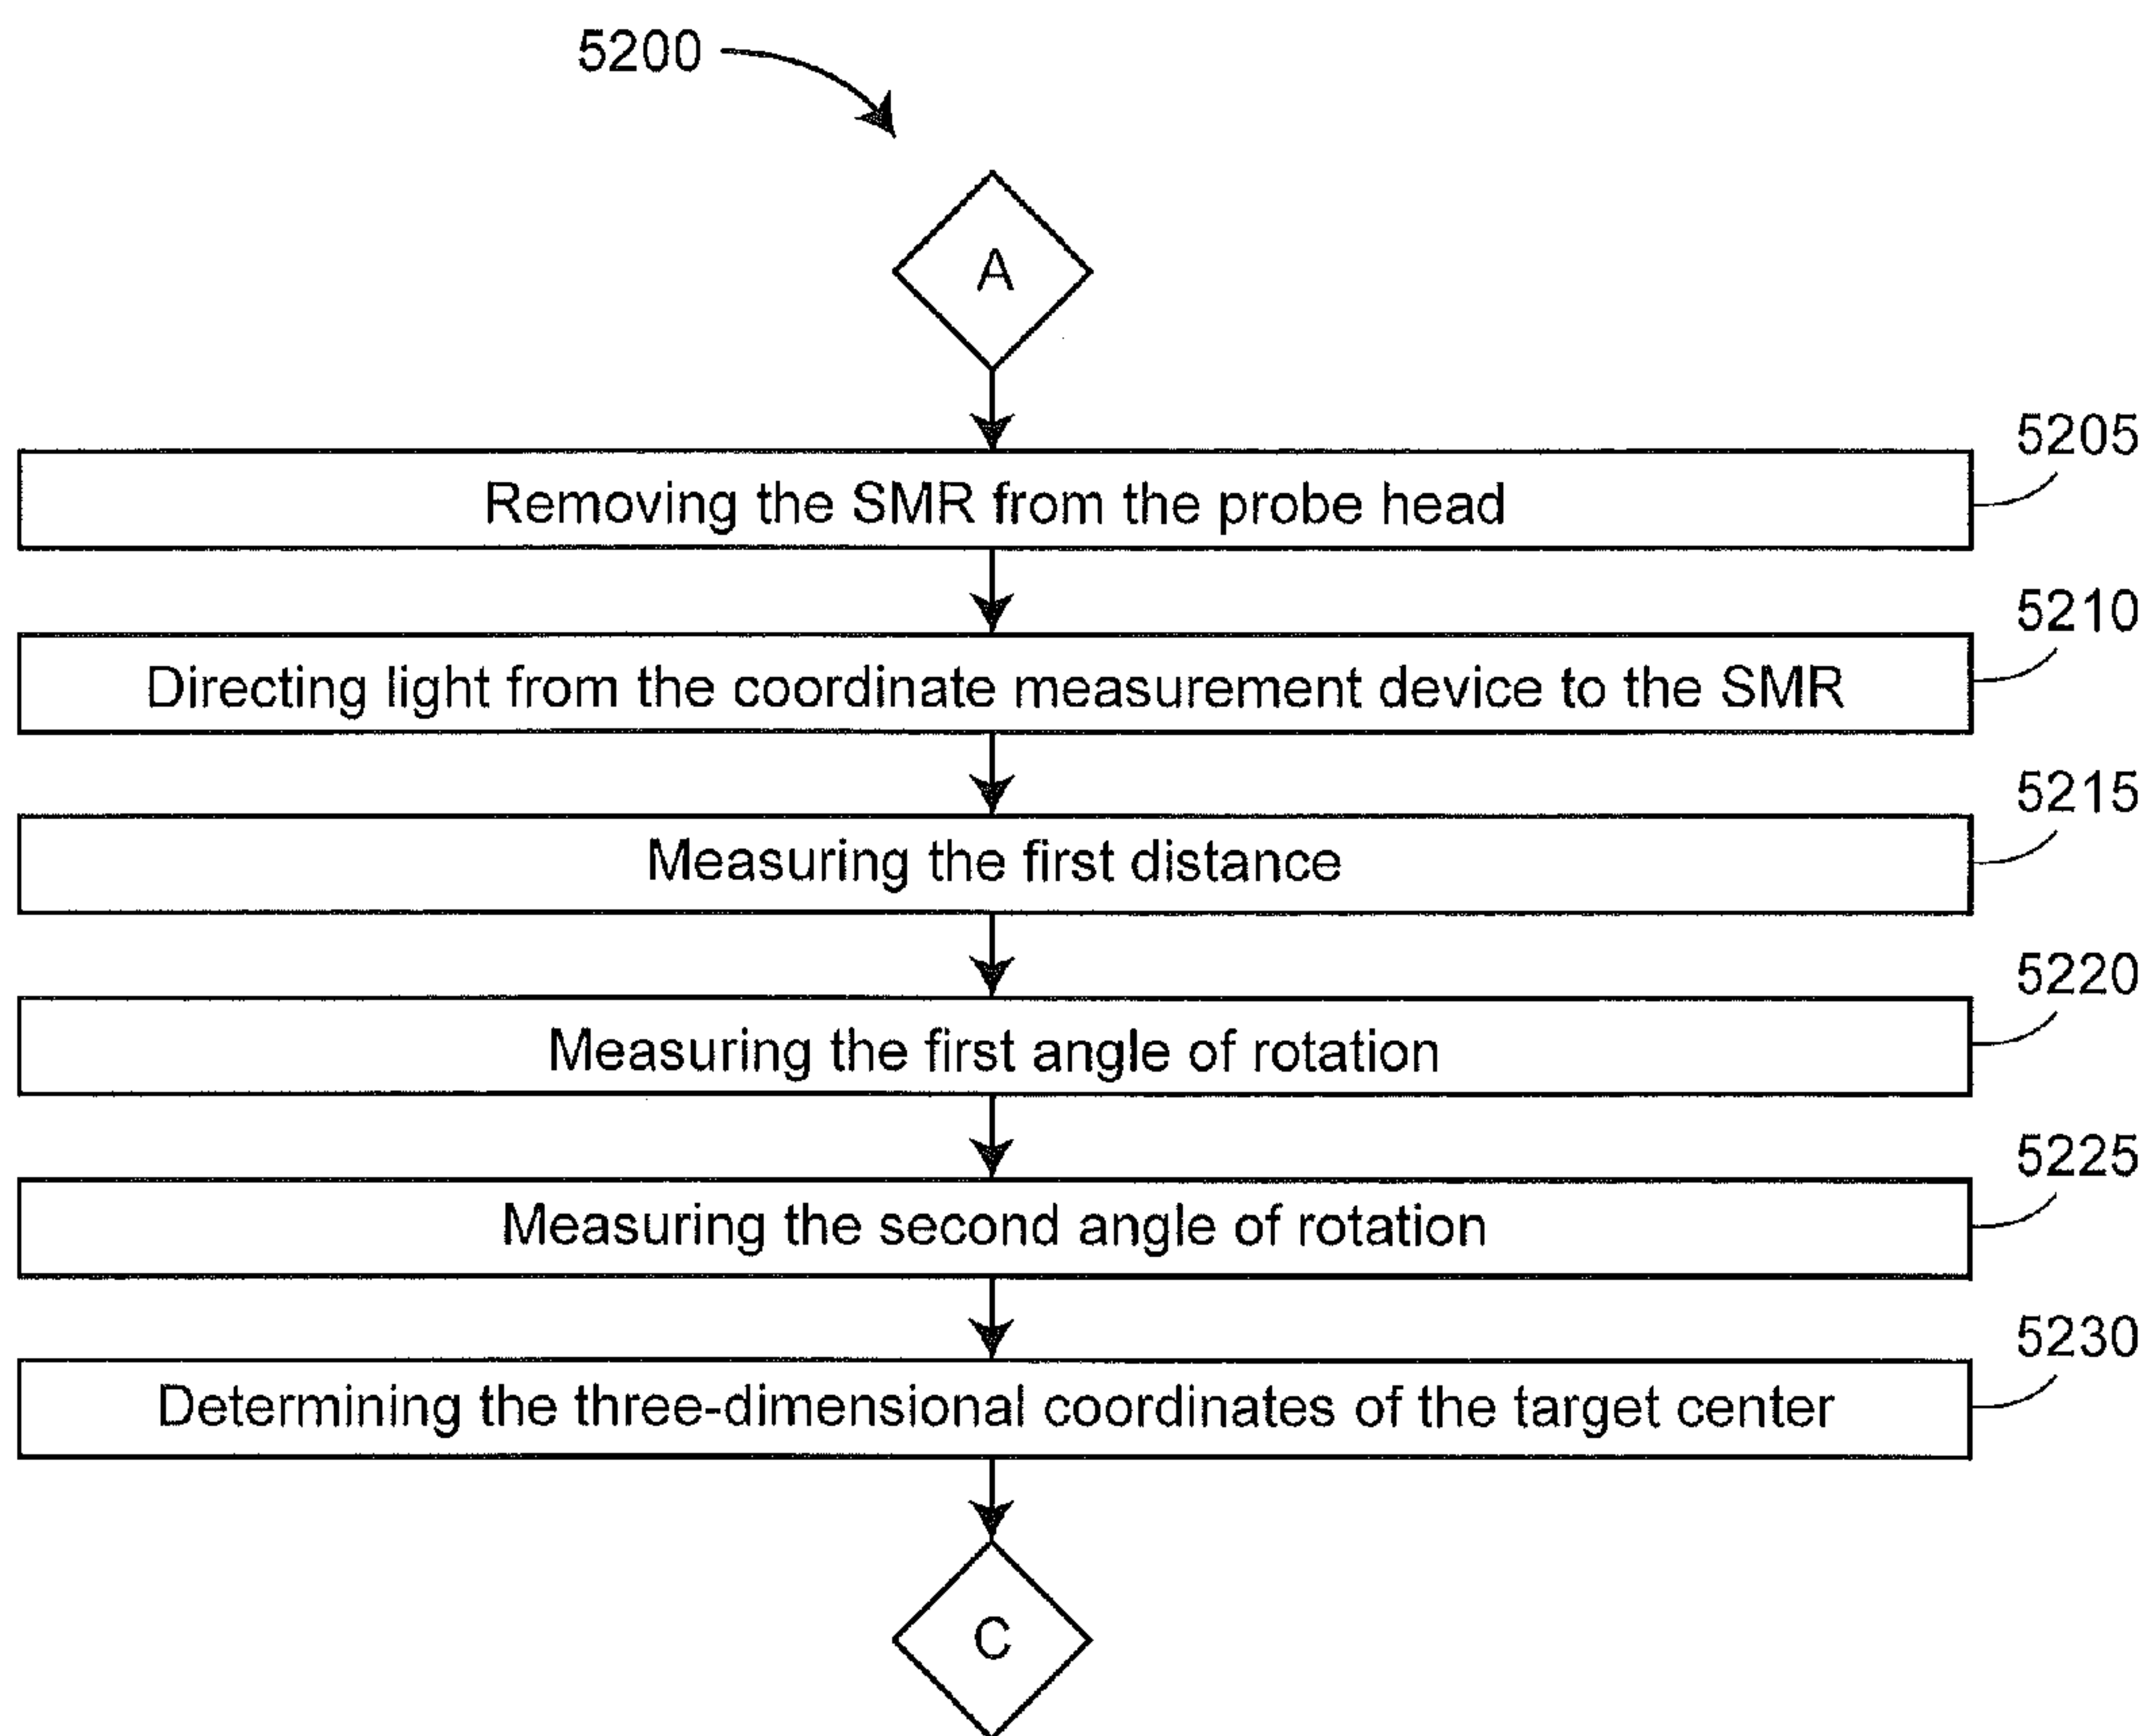 5200
A
5205
Removing the SMR from the probe head
5210
Directing light from the coordinate measurement device to the SMR
5215
Measuring the first distance
5220
Measuring the first angle of rotation
5225
Measuring the second angle of rotation
5230
Determining the three-dimensional coordinates of the target center
C